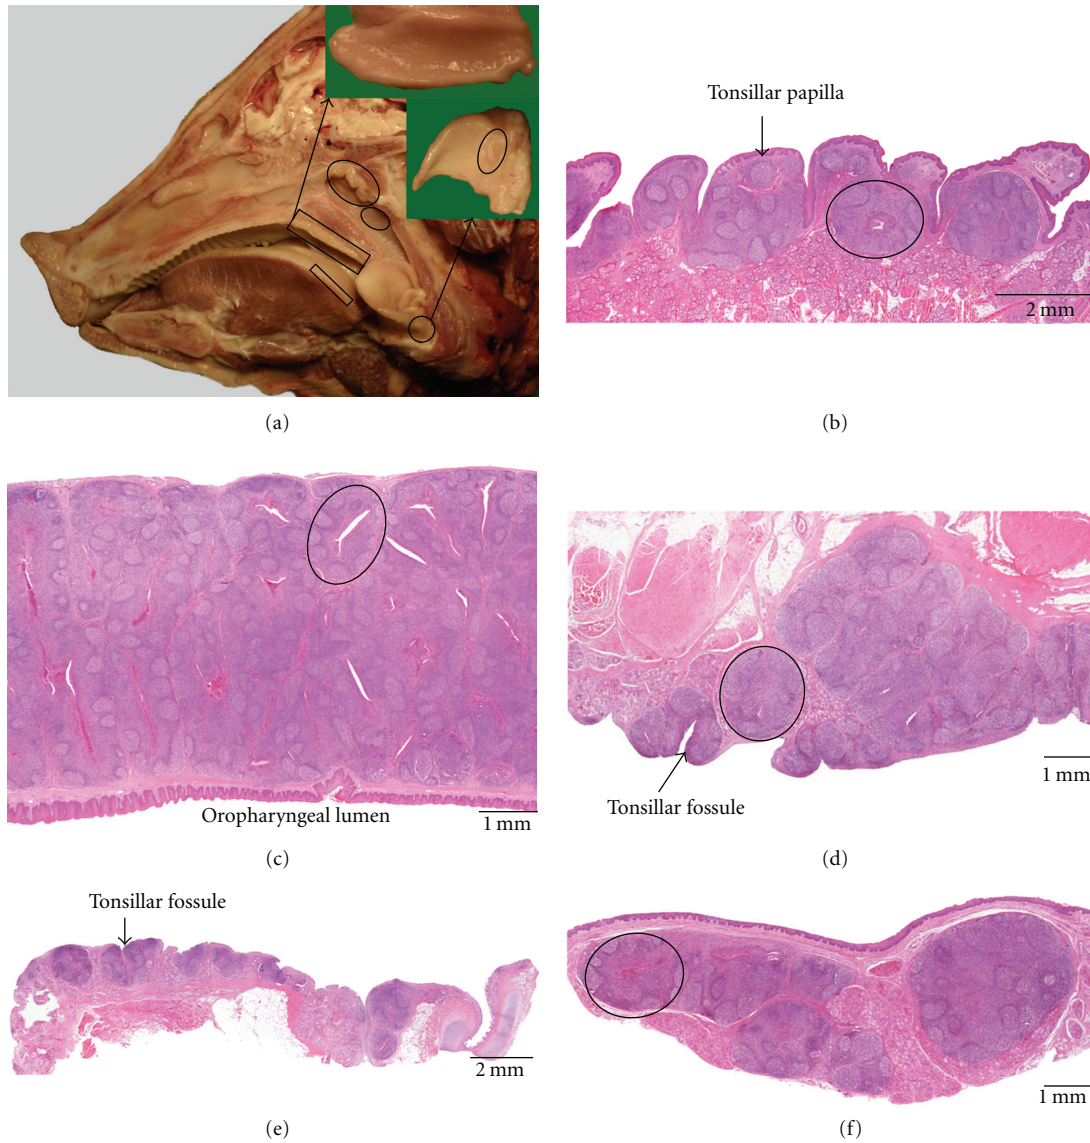 Tonsillar papilla
2 mm
(a)
(b)
Oropharyngeal lumen
1 mm
Tonsillar fossule
1 mm
(c)
(d)
Tonsillar fossule
2 mm
1 mm
(e)
(f)